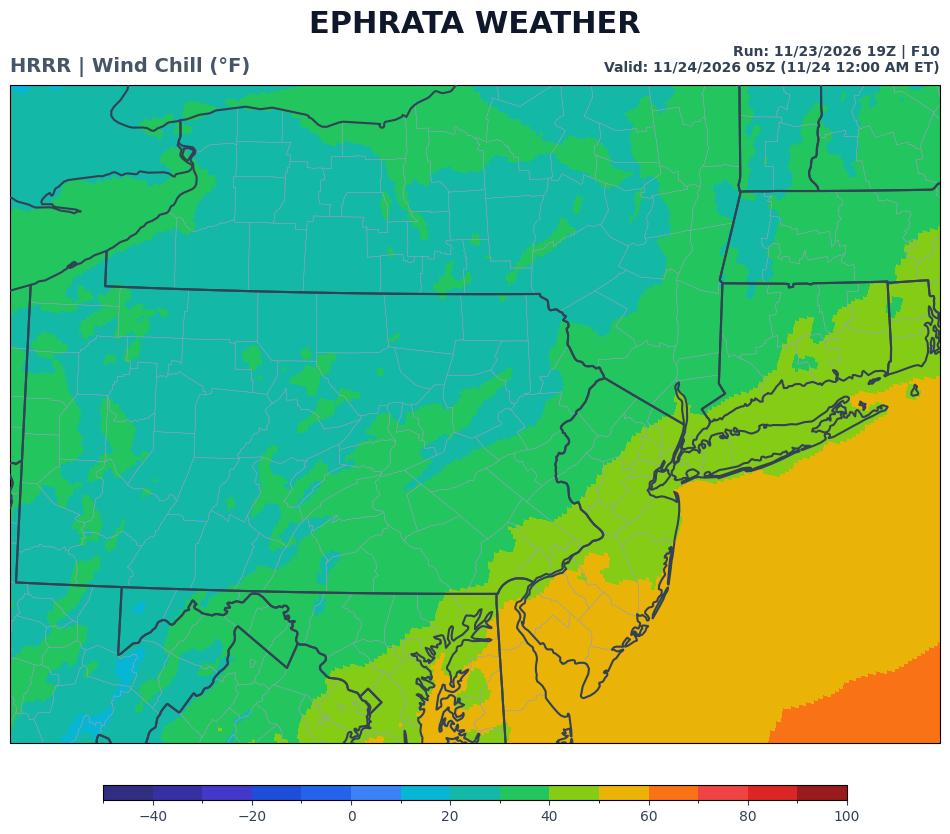 EPHRATA WEATHER
HRRR | Wind Chill (°F)
Run: 11/23/2026 19Z | F10
Valid: 11/24/2026 05Z (11/24 12:00 AM ET)
−40 −20 0 20 40 60 80 100